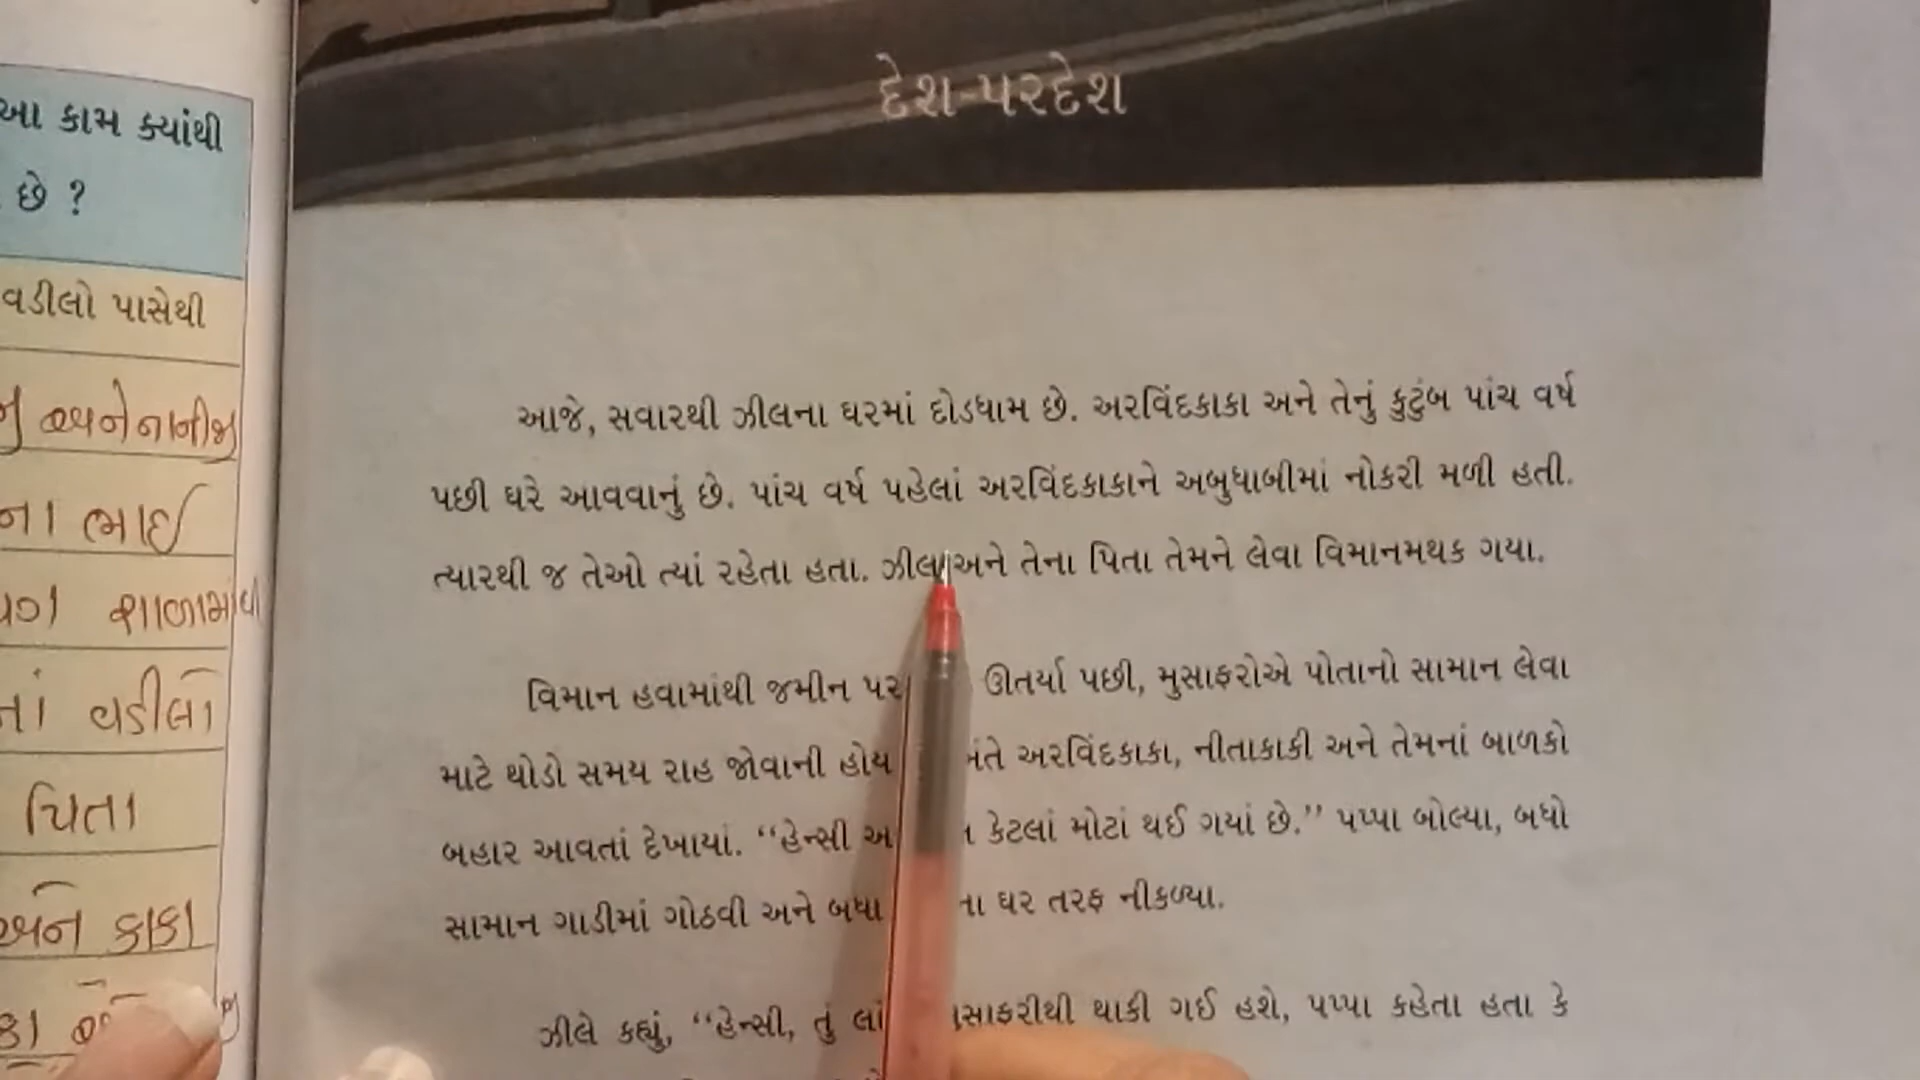 આ કામ ક્યાંથી
છે ?
વડીલો પાસેથી
અનેનાનીજી
ના ભાઈ
શાળામાંથી
નાં વડીલો
પિતા
અને કાકા
દેશ-પરદેશ
આજે, સવારથી ઝીલના ઘરમાં દોડધામ છે. અરવિંદકાકા અને તેનું કુટુંબ પાંચ વર્ષ
પછી ઘરે આવવાનું છે. પાંચ વર્ષ પહેલાં અરવિંદકાકાને અબુધાબીમાં નોકરી મળી હતી.
ત્યારથી જ તેઓ ત્યાં રહેતા હતા. ઝીલ અને તેના પિતા તેમને લેવા વિમાનમથક ગયા.
વિમાન હવામાંથી જમીન પર ઊતર્યા પછી, મુસાફરોએ પોતાનો સામાન લેવા
માટે થોડો સમય રાહ જોવાની હોય અરવિંદકાકા, નીતાકાકી અને તેમનાં બાળકો
બહાર આવતાં દેખાયાં. “હેન્સી કેટલાં મોટાં થઈ ગયાં છે.” પપ્પા બોલ્યા, બધો
સામાન ગાડીમાં ગોઠવી અને બધા ઘર તરફ નીકળ્યા.
ઝીલે કહ્યું, “હેન્સી, તું થાકી ગઈ હશે, પપ્પા કહેતા હતા કે